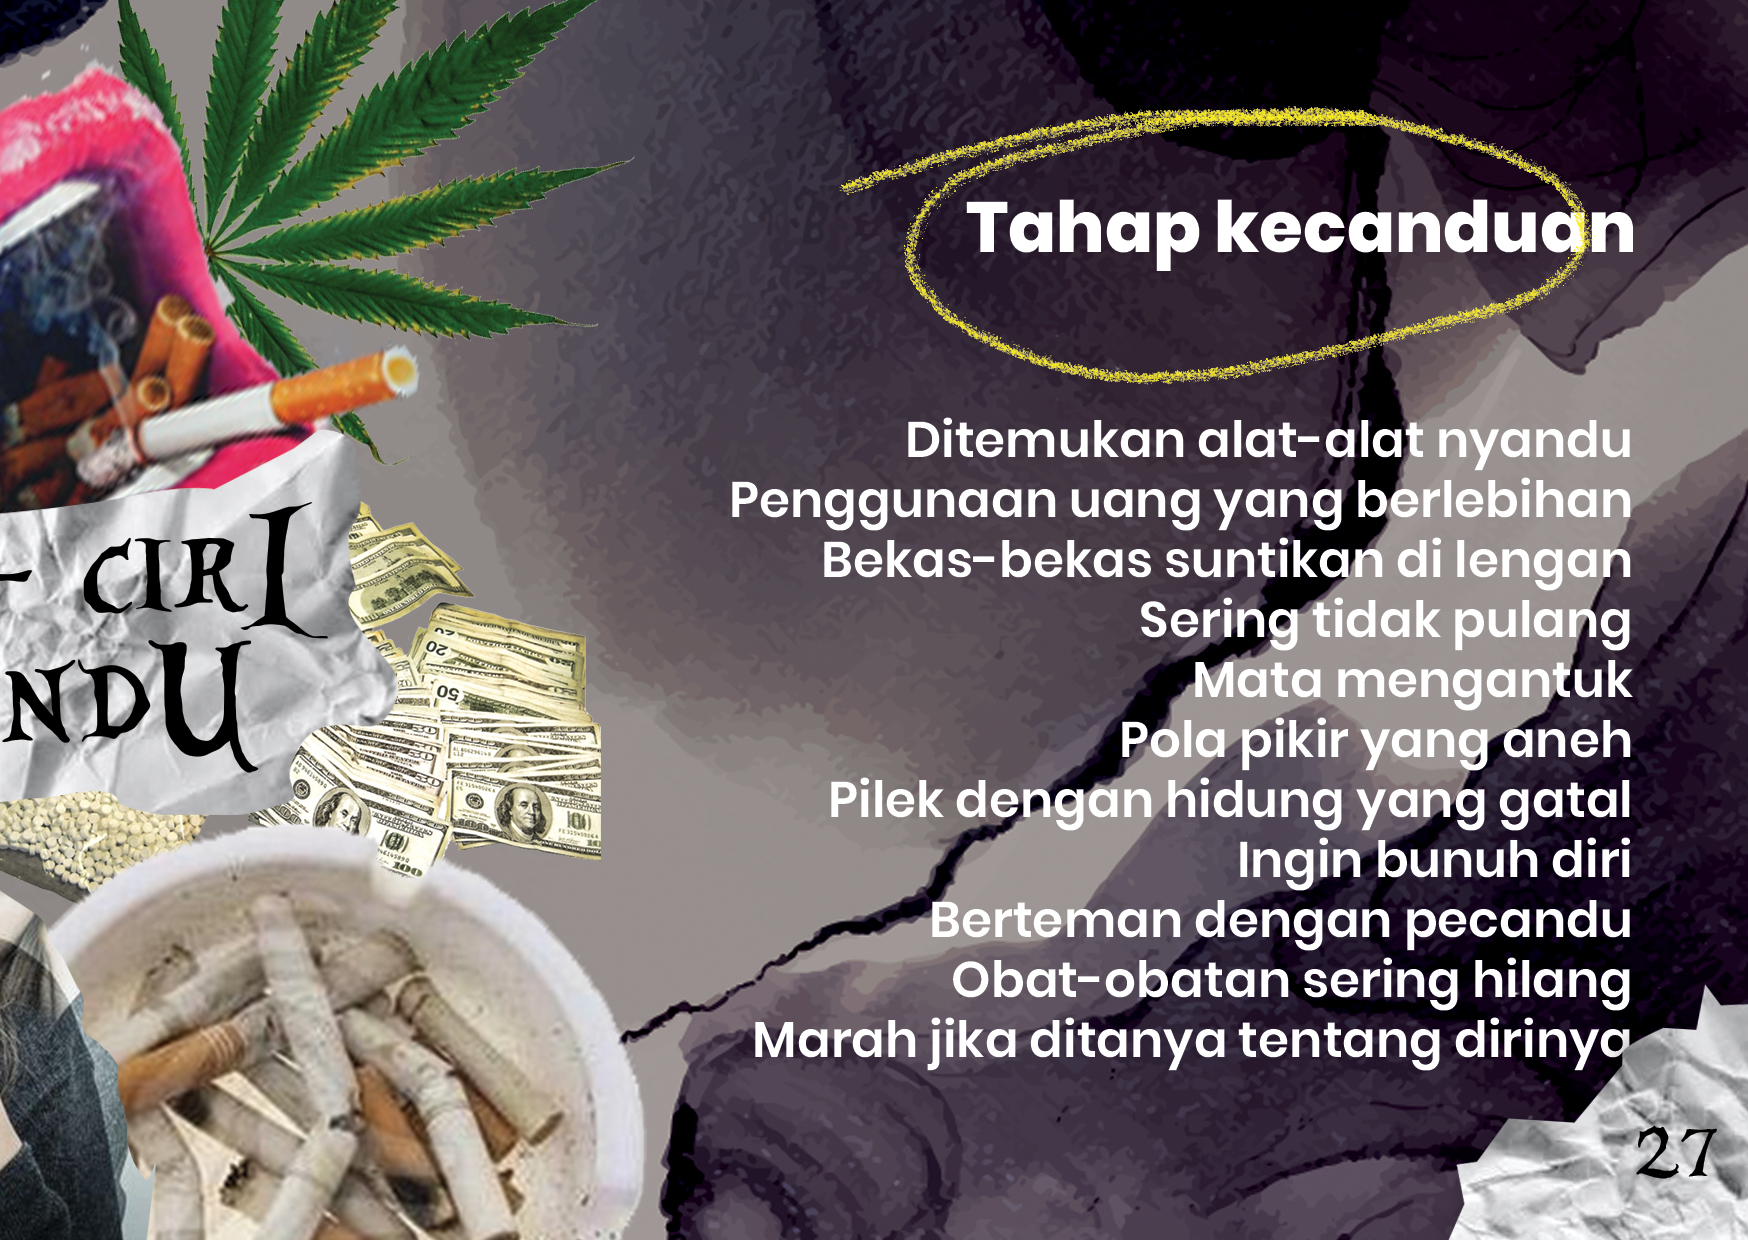 Tahap kecanduan
Ditemukan alat-alat nyandu
Penggunaan uang yang berlebihan
Bekas-bekas suntikan di lengan
Sering tidak pulang
Mata mengantuk
Pola pikir yang aneh
Pilek dengan hidung yang gatal
Ingin bunuh diri
Berteman dengan pecandu
Obat-obatan sering hilang
Marah jika ditanya tentang dirinya
- CIRI
NDU
27